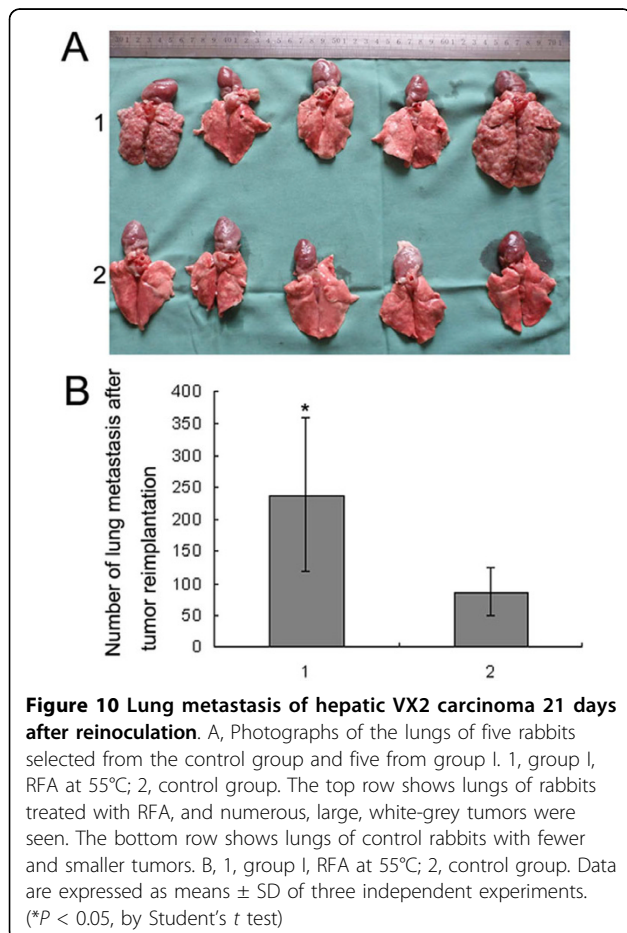 A
1
2
B
Number of lung metastasis after
tumor reimplantation
400
350
300
250
200
150
100
50
0
*
1
2
Figure 10 Lung metastasis of hepatic VX2 carcinoma 21 days
after reinoculation. A, Photographs of the lungs of five rabbits
selected from the control group and five from group I. 1, group I,
RFA at 55°C; 2, control group. The top row shows lungs of rabbits
treated with RFA, and numerous, large, white-grey tumors were
seen. The bottom row shows lungs of control rabbits with fewer
and smaller tumors. B, 1, group I, RFA at 55°C; 2, control group. Data
are expressed as means ± SD of three independent experiments.
(*P < 0.05, by Student's t test)